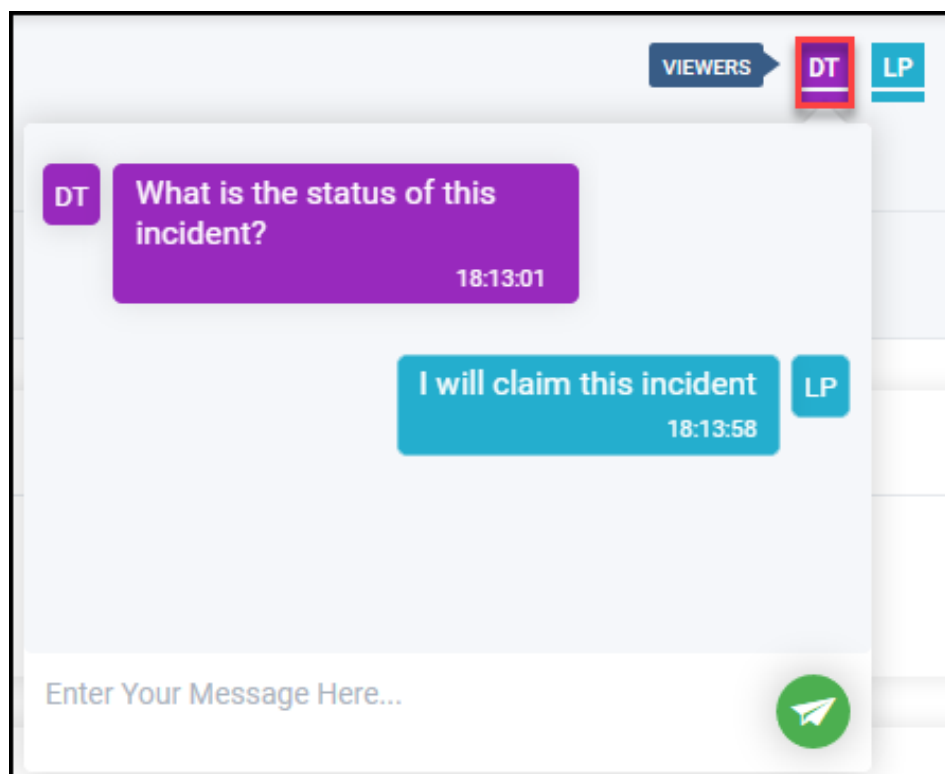 VIEWERS DT LP
DT What is the status of this
incident?
18:13:01
I will claim this incident LP
18:13:58
Enter Your Message Here...